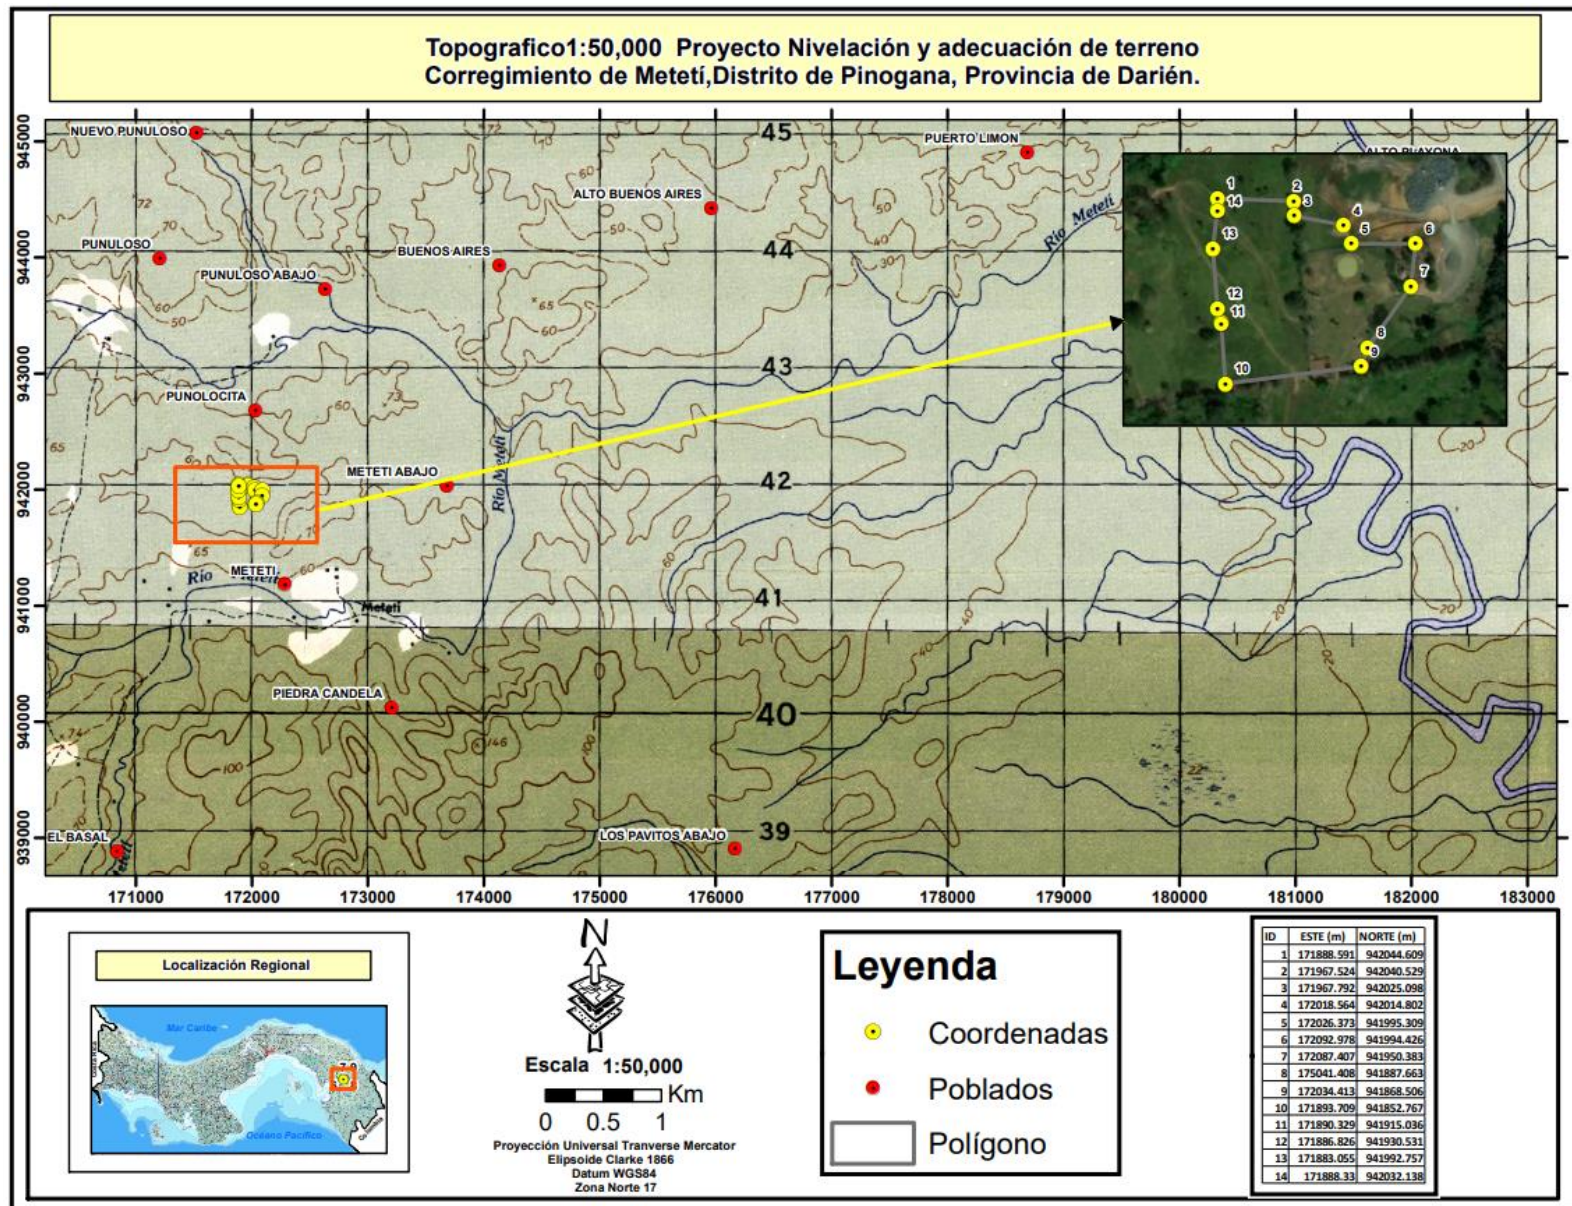 Topografico1:50,000 Proyecto Nivelación y adecuación de terreno
Corregimiento de Metetí,Distrito de Pinogana, Provincia de Darién.
NUEVO PUNULOSO
PUERTO LIMON
ALTO BUENOS AIRES
PUNULOSO
BUENOS AIRES
PUNULOSO ABAJO
PUNOLOCITA
METETI ABAJO
METETI
PIEDRA CANDELA
EL BASAL
LOS PAVITOS ABAJO
Río Metetí
Río Metetí
Río
Metetí
45
44
43
42
41
40
39
945000
944000
943000
942000
941000
940000
939000
171000 172000 173000 174000 175000 176000 177000 178000 179000 180000 181000 182000 183000
1
2
3
4
5
6
7
8
9
10
11
12
13
14
Localización Regional
Mar Caribe
Océano Pacífico
Costa Rica
N
Escala 1:50,000
Km
0 0.5 1
Proyección Universal Tranverse Mercator
Elipsoide Clarke 1866
Datum WGS84
Zona Norte 17
Leyenda
Coordenadas
Poblados
Polígono
ID ESTE (m) NORTE (m)
1 171888.591 942044.609
2 171967.524 942040.529
3 171967.792 942025.098
4 172018.564 942014.802
5 172026.373 941995.309
6 172092.978 941994.426
7 172087.407 941950.383
8 175041.408 941887.663
9 172034.413 941868.506
10 171893.709 941852.767
11 171890.329 941915.036
12 171886.826 941930.531
13 171883.055 941992.757
14 171888.33 942032.138